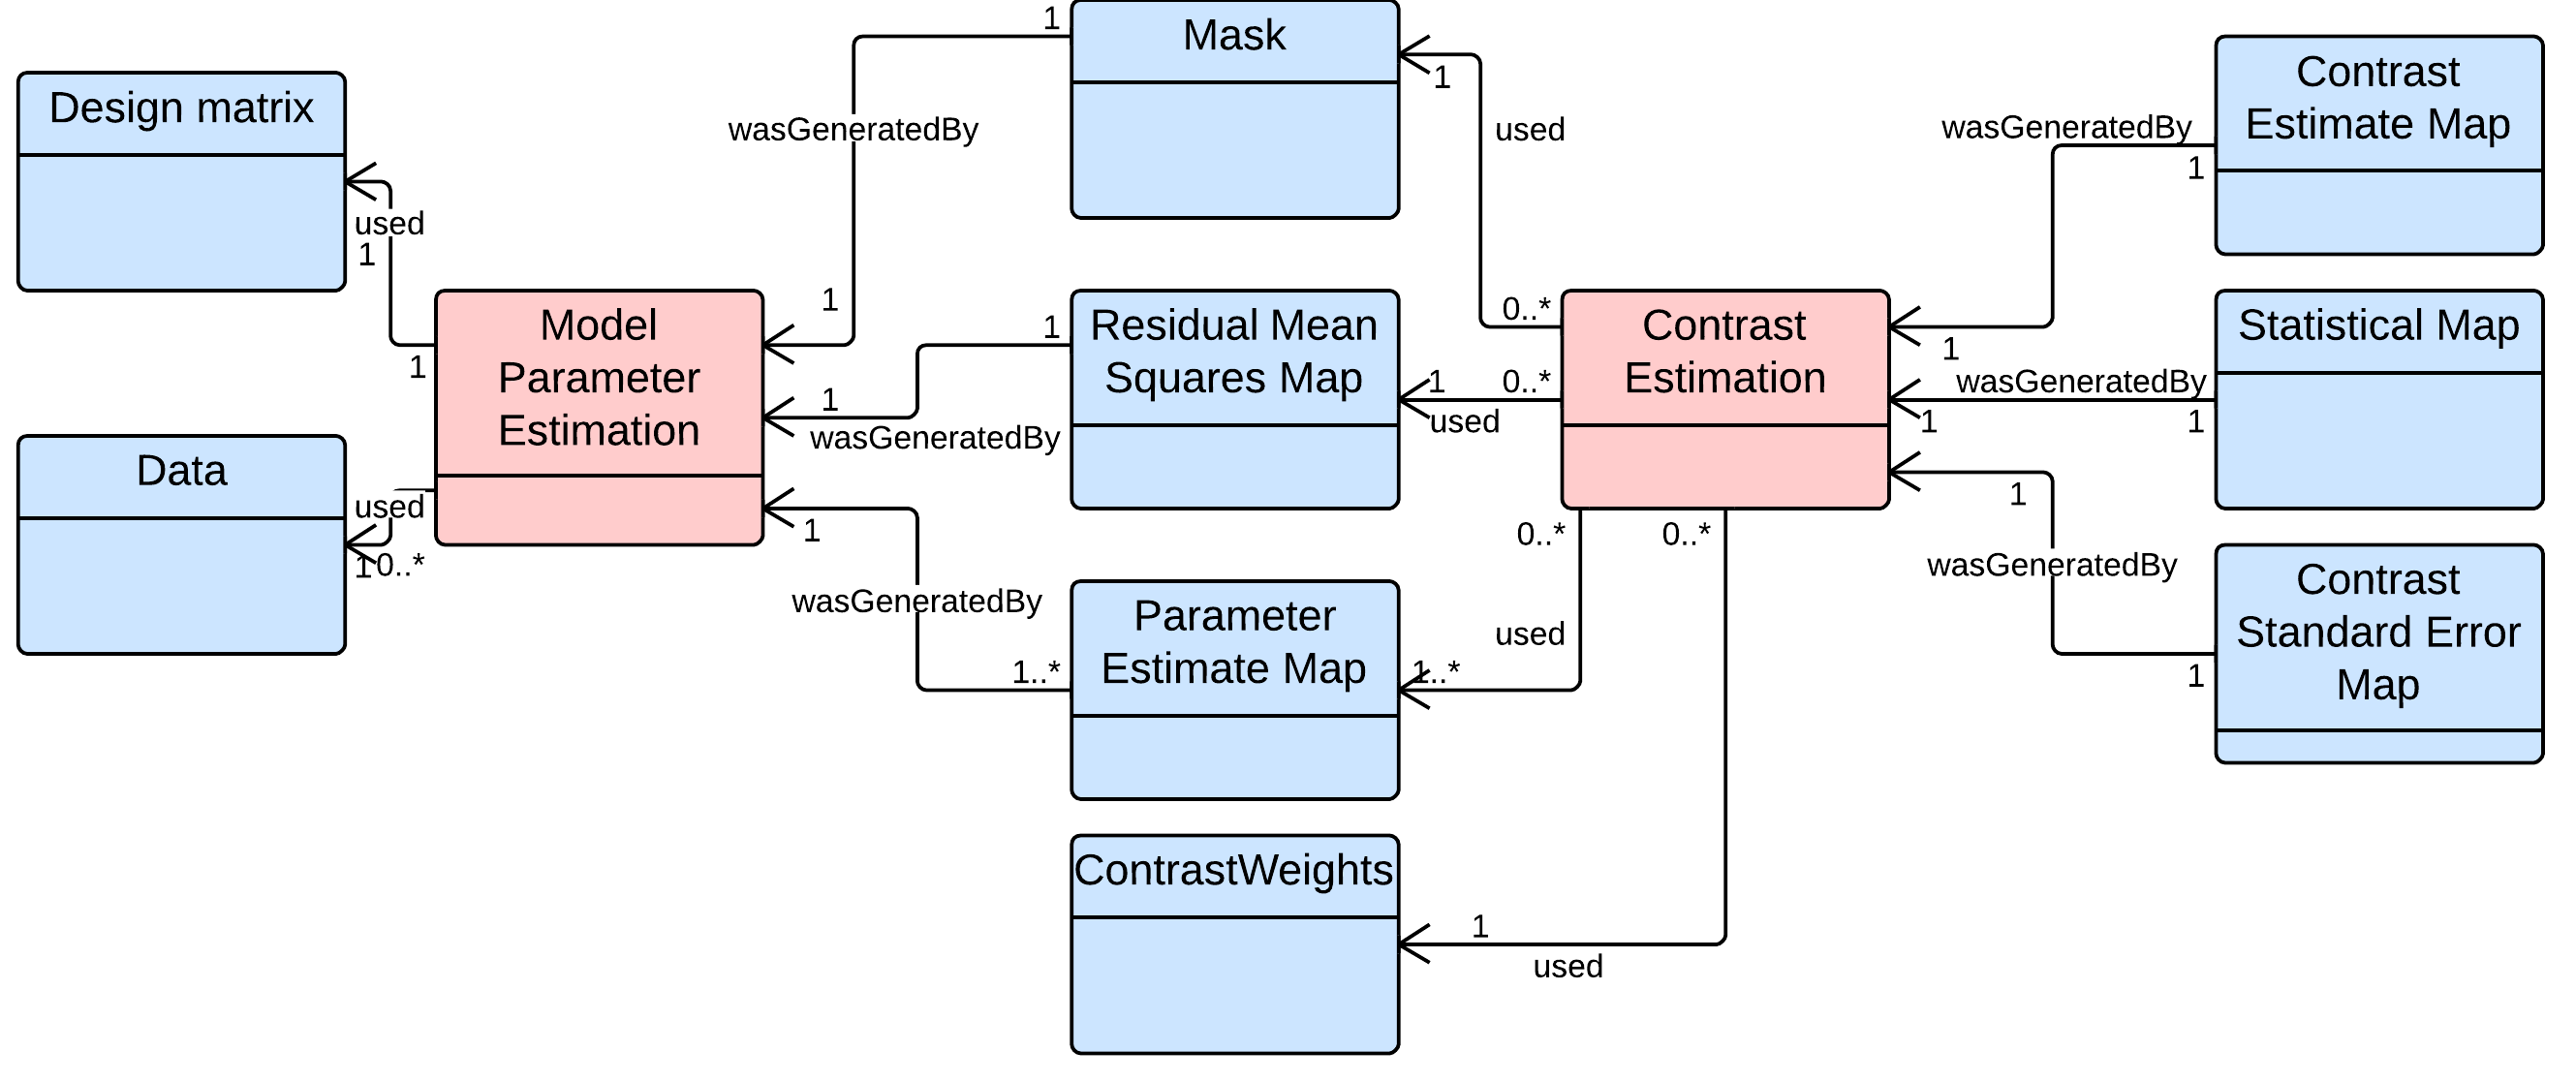 Design matrix
used
1
1
Data
used
1
0..*
Model
Parameter
Estimation
1
wasGeneratedBy
1
Mask
1
1
wasGeneratedBy
Residual Mean
Squares Map
1
wasGeneratedBy
1..*
Parameter
Estimate Map
ContrastWeights
1
used
0..*
1
0..*
used
0..*
used
1..*
0..*
1
used
Contrast
Estimation
wasGeneratedBy
1
1
Contrast
Estimate Map
wasGeneratedBy
1
1
Statistical Map
1
wasGeneratedBy
1
Contrast
Standard Error
Map